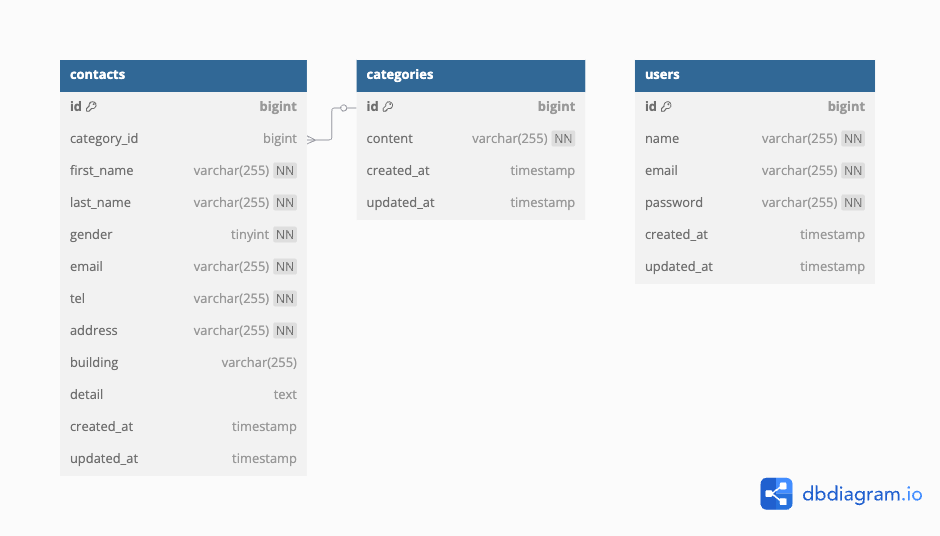 contacts
id bigint
category_id bigint
first_name varchar(255) NN
last_name varchar(255) NN
gender tinyint NN
email varchar(255) NN
tel varchar(255) NN
address varchar(255) NN
building varchar(255)
detail text
created_at timestamp
updated_at timestamp
categories
id bigint
content varchar(255) NN
created_at timestamp
updated_at timestamp
users
id bigint
name varchar(255) NN
email varchar(255) NN
password varchar(255) NN
created_at timestamp
updated_at timestamp
dbdiagram.io